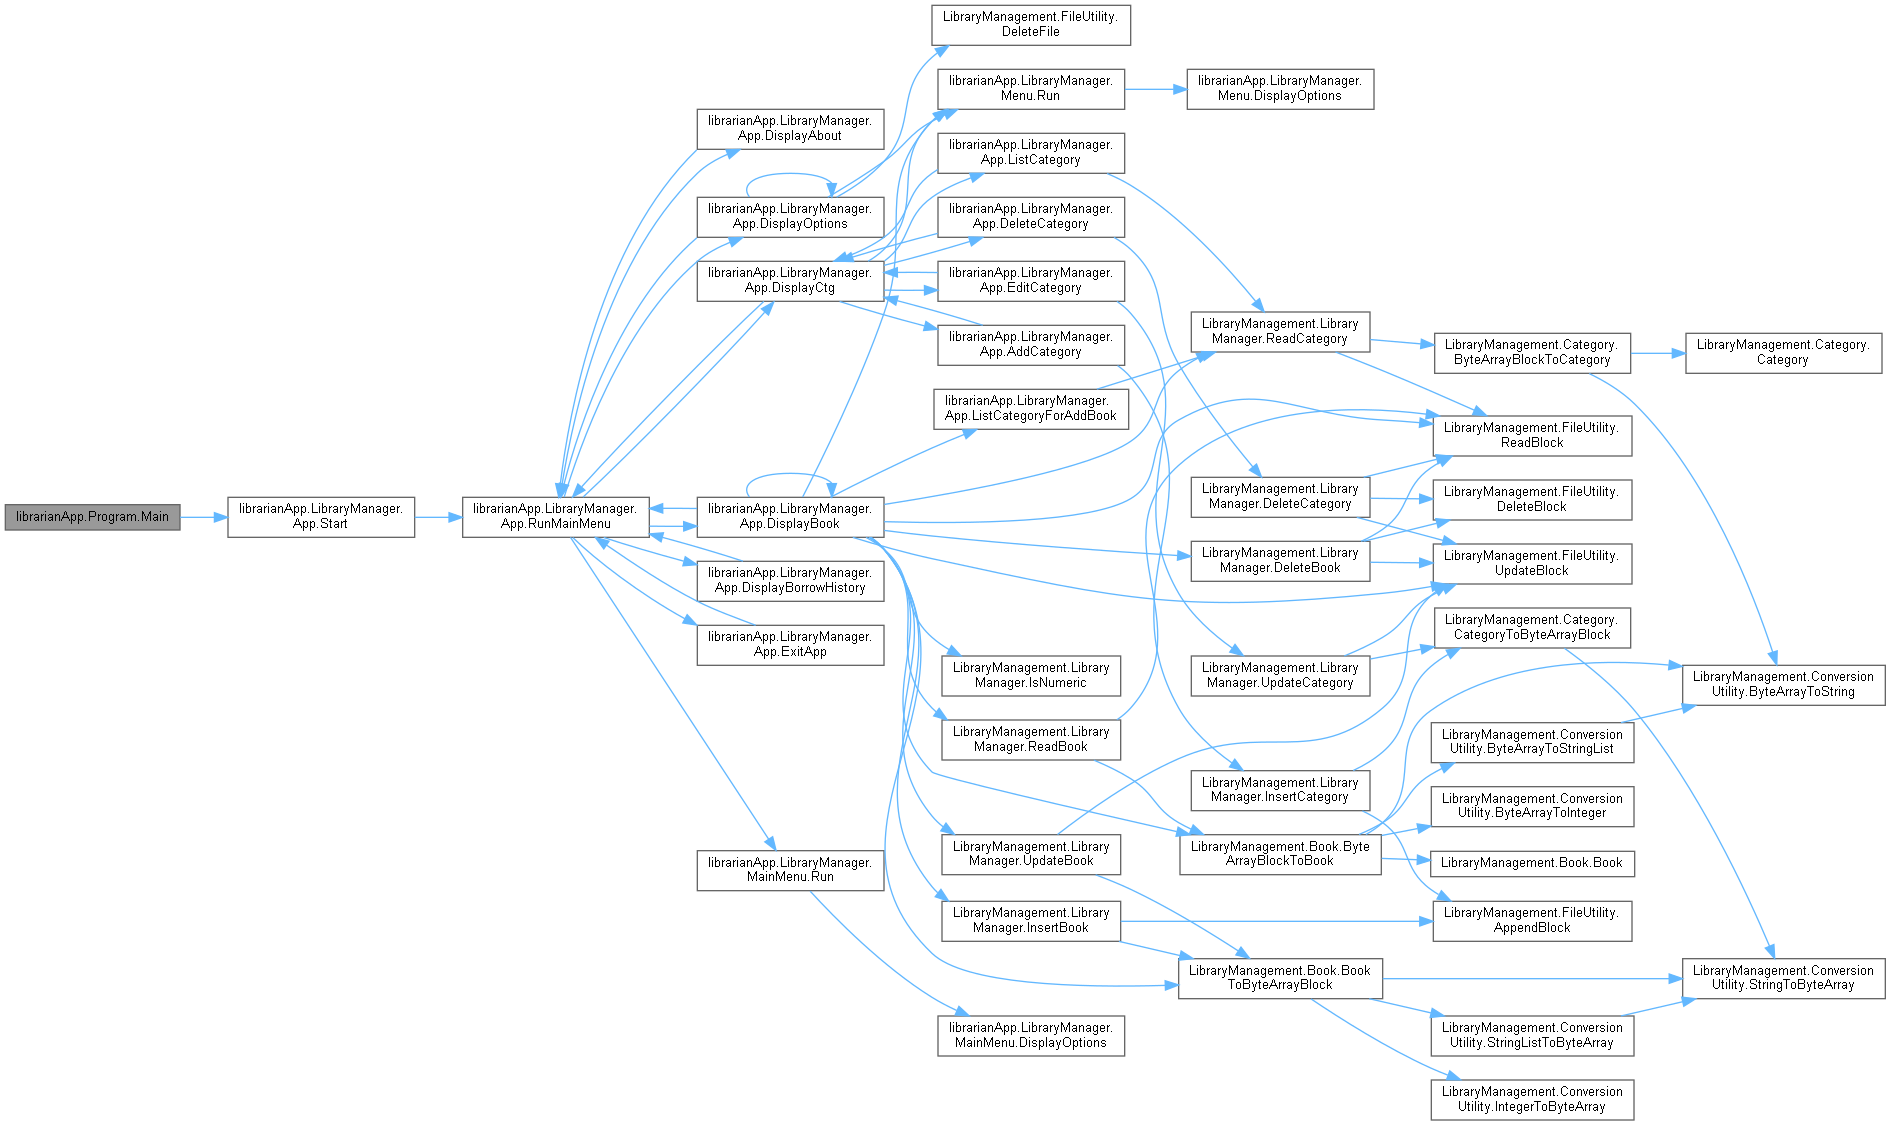 librarianApp.Program.Main
librarianApp.LibraryManager.
App.Start
librarianApp.LibraryManager.
App.RunMainMenu
librarianApp.LibraryManager.
App.DisplayAbout
librarianApp.LibraryManager.
App.DisplayOptions
librarianApp.LibraryManager.
App.DisplayCtg
librarianApp.LibraryManager.
App.DisplayBook
librarianApp.LibraryManager.
App.DisplayBorrowHistory
librarianApp.LibraryManager.
App.ExitApp
librarianApp.LibraryManager.
MainMenu.Run
LibraryManagement.FileUtility.
DeleteFile
librarianApp.LibraryManager.
Menu.Run
librarianApp.LibraryManager.
App.ListCategory
librarianApp.LibraryManager.
App.DeleteCategory
librarianApp.LibraryManager.
App.EditCategory
librarianApp.LibraryManager.
App.AddCategory
librarianApp.LibraryManager.
App.ListCategoryForAddBook
LibraryManagement.Library
Manager.IsNumeric
LibraryManagement.Library
Manager.ReadBook
LibraryManagement.Library
Manager.UpdateBook
LibraryManagement.Library
Manager.InsertBook
librarianApp.LibraryManager.
MainMenu.DisplayOptions
librarianApp.LibraryManager.
Menu.DisplayOptions
LibraryManagement.Library
Manager.ReadCategory
LibraryManagement.Library
Manager.DeleteCategory
LibraryManagement.Library
Manager.DeleteBook
LibraryManagement.Library
Manager.UpdateCategory
LibraryManagement.Library
Manager.InsertCategory
LibraryManagement.Book.Byte
ArrayBlockToBook
LibraryManagement.Book.Book
ToByteArrayBlock
LibraryManagement.Category.
ByteArrayBlockToCategory
LibraryManagement.FileUtility.
ReadBlock
LibraryManagement.FileUtility.
DeleteBlock
LibraryManagement.FileUtility.
UpdateBlock
LibraryManagement.Category.
CategoryToByteArrayBlock
LibraryManagement.Conversion
Utility.ByteArrayToStringList
LibraryManagement.Conversion
Utility.ByteArrayToInteger
LibraryManagement.Book.Book
LibraryManagement.FileUtility.
AppendBlock
LibraryManagement.Conversion
Utility.StringListToByteArray
LibraryManagement.Conversion
Utility.IntegerToByteArray
LibraryManagement.Category.
Category
LibraryManagement.Conversion
Utility.ByteArrayToString
LibraryManagement.Conversion
Utility.StringToByteArray